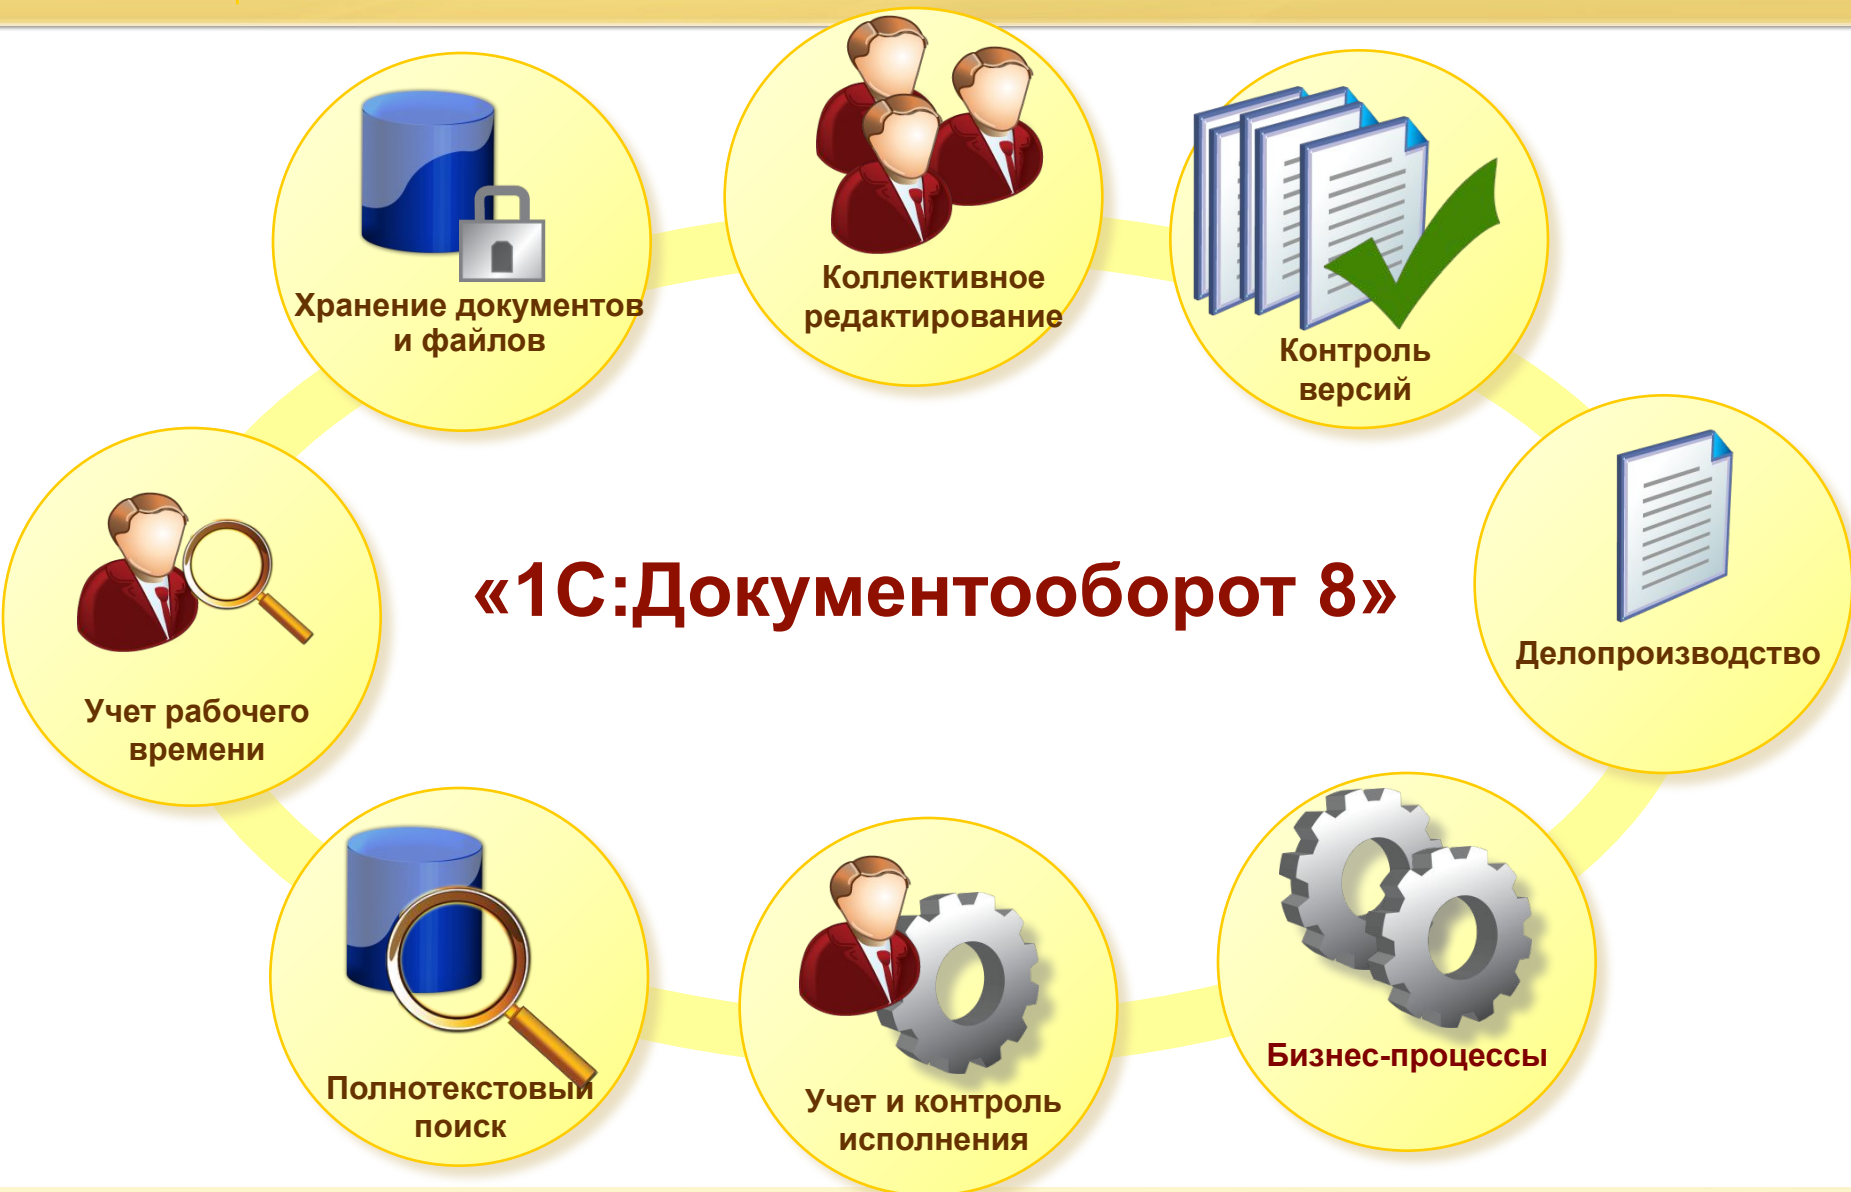 Хранение документов
и файлов
Коллективное
редактирование
Контроль
версий
«1С:Документооборот 8»
Делопроизводство
Учет рабочего
времени
Полнотекстовый
поиск
Учет и контроль
исполнения
Бизнес-процессы